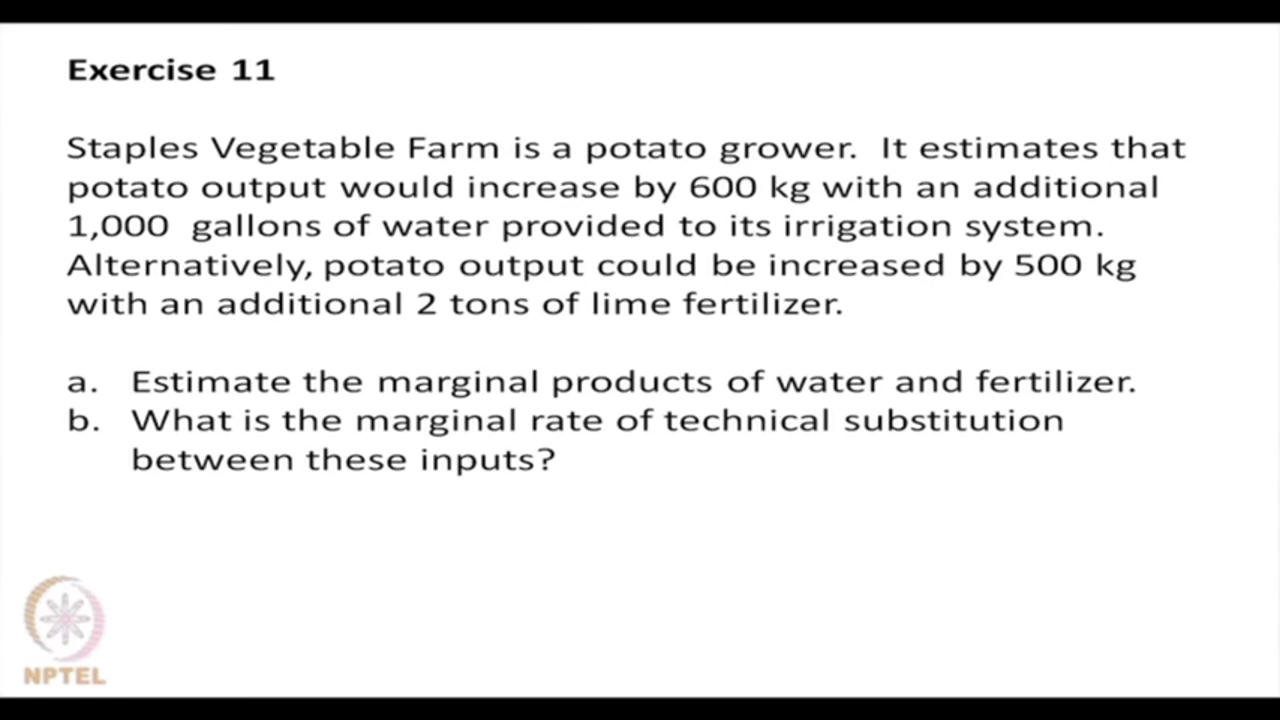 Exercise 11
Staples Vegetable Farm is a potato grower. It estimates that
potato output would increase by 600 kg with an additional
1,000 gallons of water provided to its irrigation system.
Alternatively, potato output could be increased by 500 kg
with an additional 2 tons of lime fertilizer.
a. Estimate the marginal products of water and fertilizer.
b. What is the marginal rate of technical substitution
between these inputs?
NPTEL